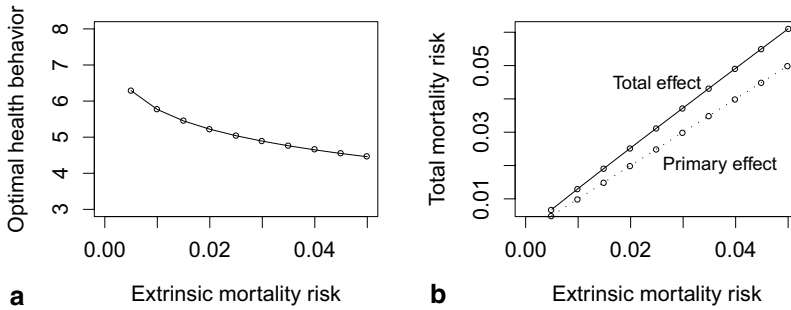 Optimal health behavior
8
7
6
5
4
3
0.00
0.02
0.04
Extrinsic mortality risk
a
Total mortality risk
0.05
0.03
0.01
Total effect
Primary effect
0.00
0.02
0.04
Extrinsic mortality risk
b